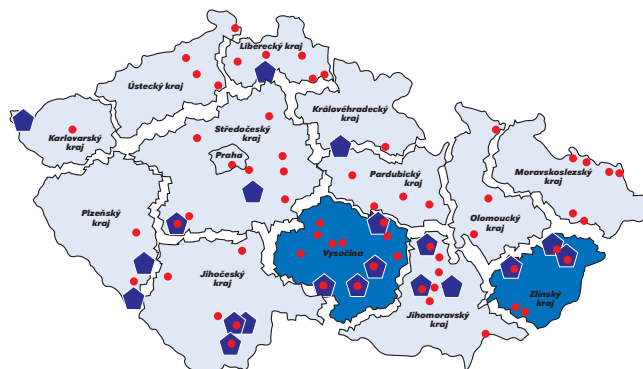 Liberecký kraj
Ústecký kraj
Královéhradecký
kraj
Karlovarský
kraj
Středočeský
kraj
Praha
Pardubický
kraj
Moravskoslezský
kraj
Plzeňský
kraj
Olomoucký
kraj
Vysočina
Jihočeský
kraj
Zlínský
kraj
Jihomoravský
kraj